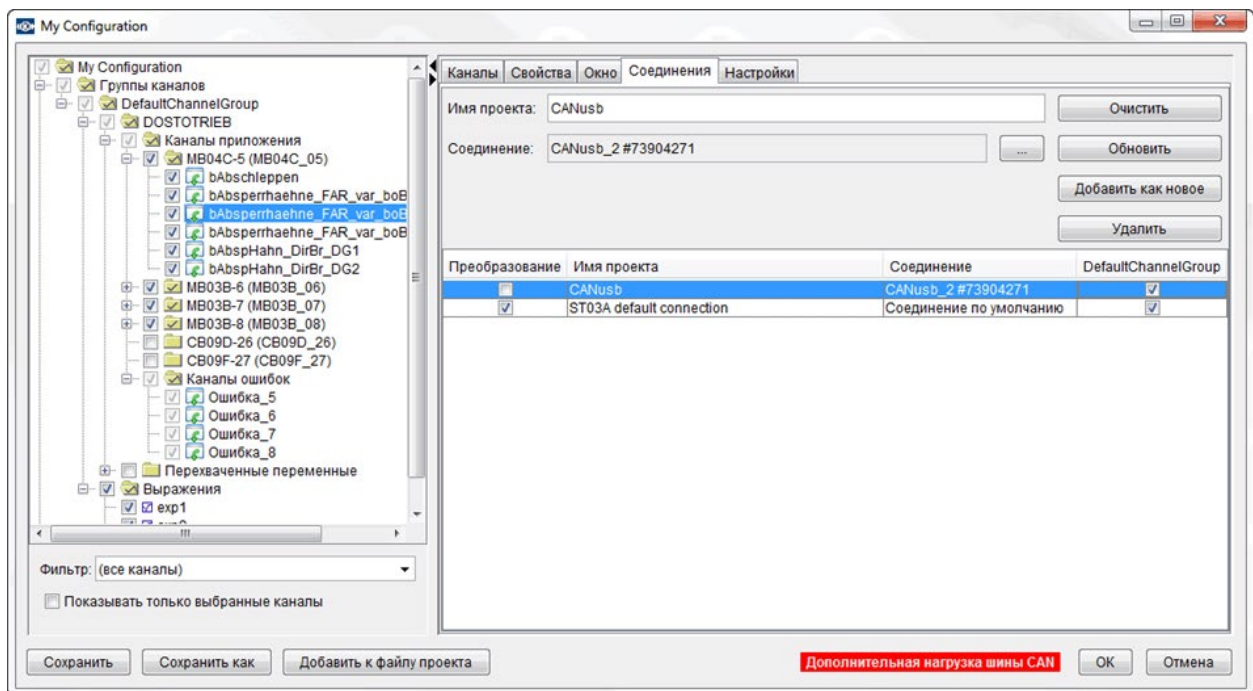 My Configuration
My Configuration
Группы каналов
DefaultChannelGroup
DOSTOTRIEB
Каналы приложения
MB04C-5 (MB04C_05)
bAbschleppen
bAbsperrhaehne_FAR_var_boB
bAbsperrhaehne_FAR_var_boB
bAbsperrhaehne_FAR_var_boB
bAbspHahn_DirBr_DG1
bAbspHahn_DirBr_DG2
MB03B-6 (MB03B_06)
MB03B-7 (MB03B_07)
MB03B-8 (MB03B_08)
CB09D-26 (CB09D_26)
CB09F-27 (CB09F_27)
Каналы ошибок
Ошибка_5
Ошибка_6
Ошибка_7
Ошибка_8
Перехваченные переменные
Выражения
exp1
Фильтр: (все каналы)
Показывать только выбранные каналы
Каналы Свойства Окно Соединения Настройки
Имя проекта: CANusb Очистить
Соединение: CANusb_2 #73904271 ... Обновить
Добавить как новое
Удалить
Преобразование Имя проекта Соединение DefaultChannelGroup
CANusb CANusb_2 #73904271
ST03A default connection Соединение по умолчанию
Сохранить Сохранить как Добавить к файлу проекта Дополнительная нагрузка шины CAN OK Отмена